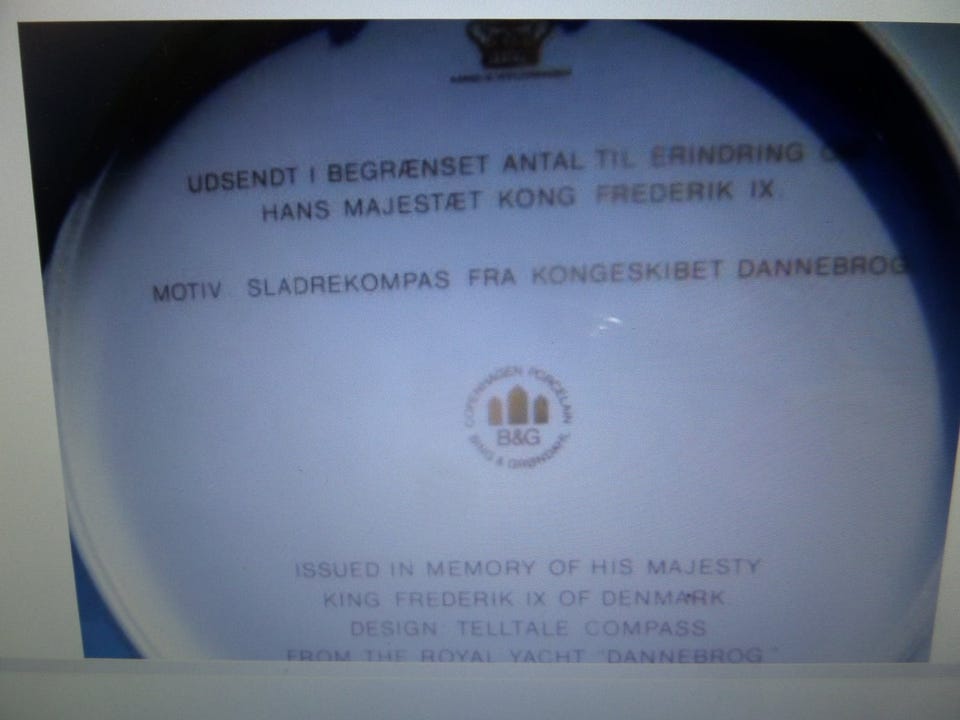 UDSENDT I BEGRÆNSET ANTAL TIL ERINDRING
HANS MAJESTÆT KONG FREDERIK IX
MOTIV SLADREKOMPAS FRA KONGESKIBET DANNEBROG
COPENHAGEN PORCELAIN
B&G
BING & GRØNDAHL
ISSUED IN MEMORY OF HIS MAJESTY
KING FREDERIK IX OF DENMARK
DESIGN TELLTALE COMPASS
FROM THE ROYAL YACHT "DANNEBROG"